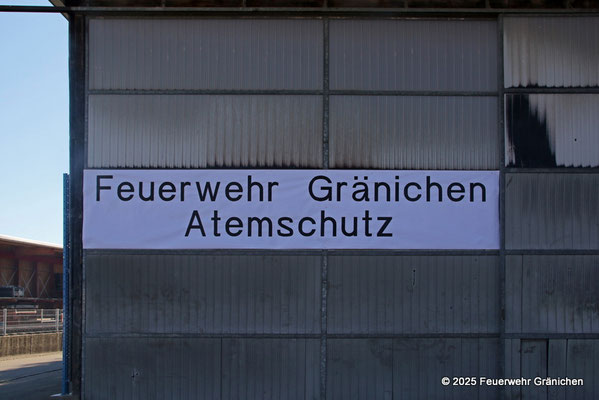 Feuerwehr Gränichen
Atemschutz
© 2025 Feuerwehr Gränichen